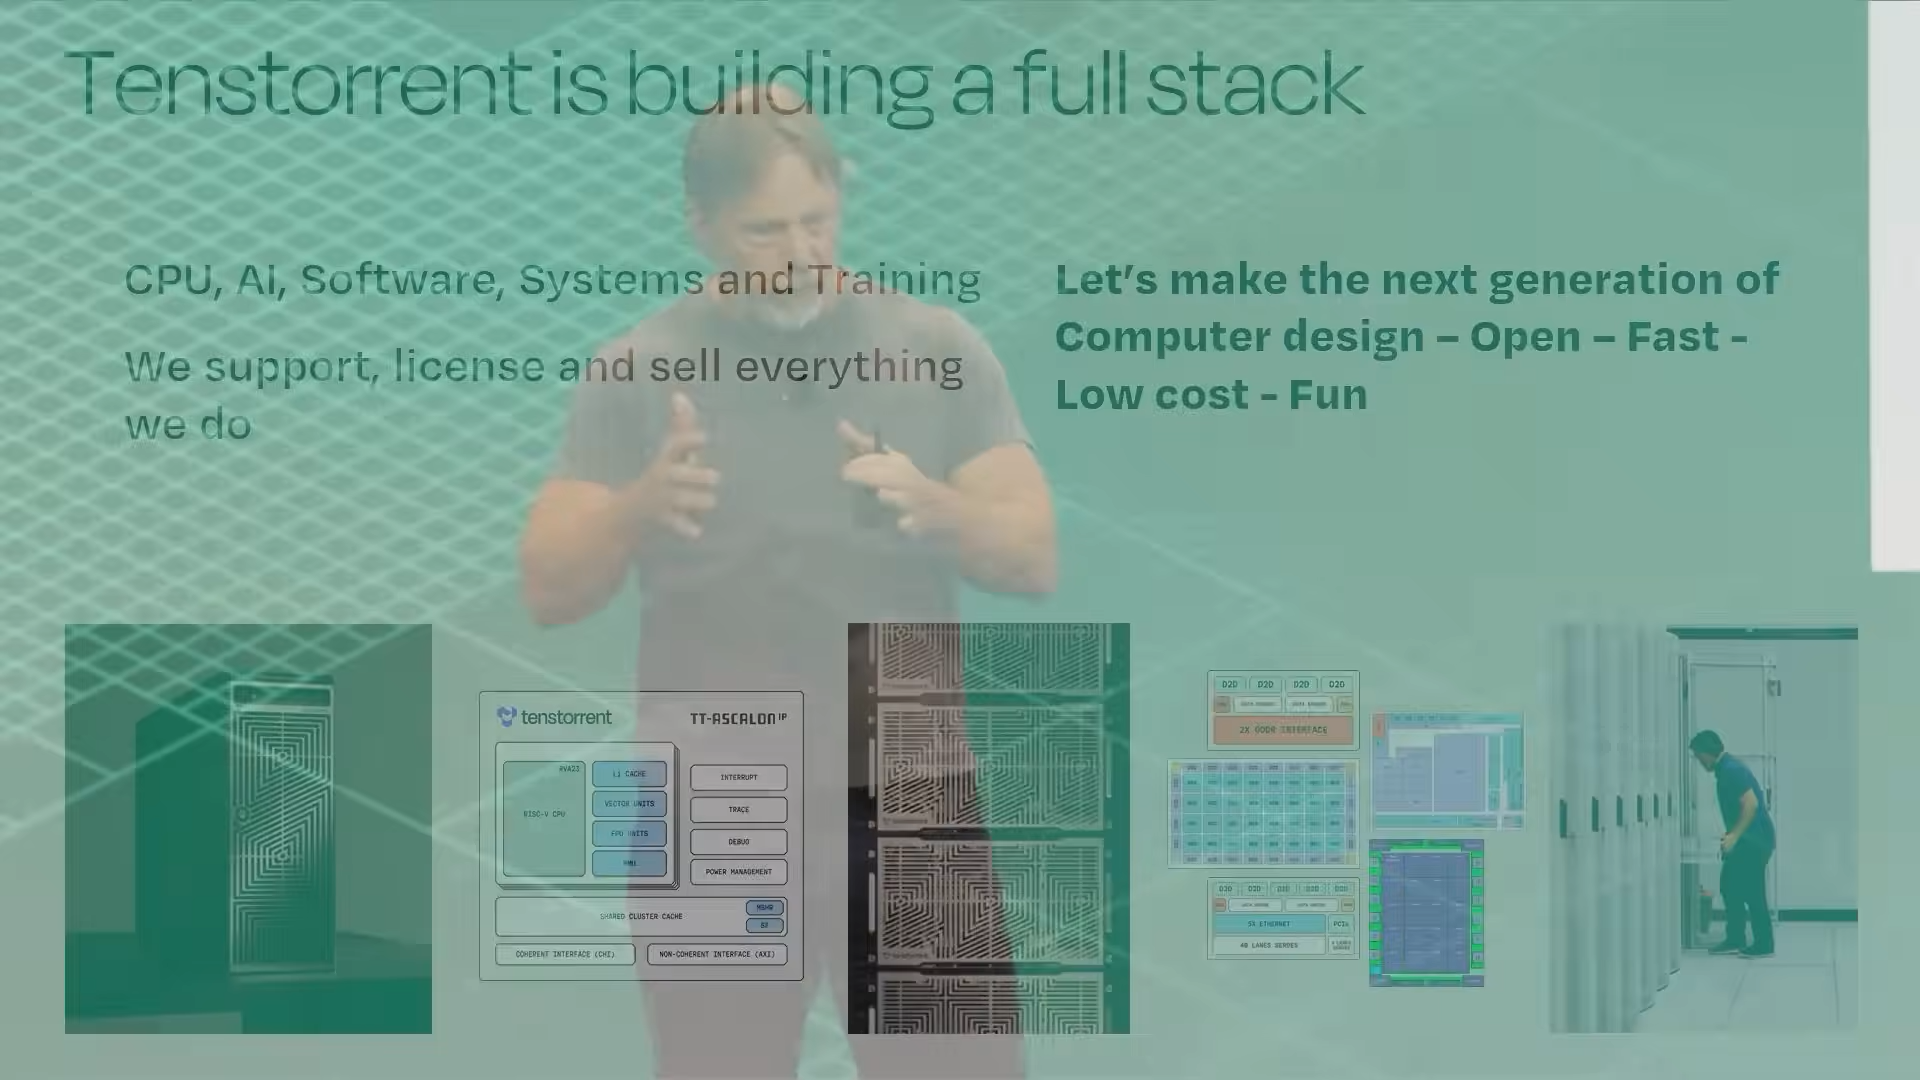 Tenstorrent is building a full stack
CPU, AI, Software, Systems and Training
We support, license and sell everything
we do
Let's make the next generation of
Computer design – Open – Fast -
Low cost - Fun
tenstorrent
TT-ASCALON IP
RVA23
RISC-V CPU
L1 CACHE
VECTOR UNITS
FPU UNITS
INTERRUPT
TRACE
DEBUG
POWER MANAGEMENT
SHARED CLUSTER CACHE
COHERENT INTERFACE (CHI)
NON-COHERENT INTERFACE (AXI)
D2D D2D D2D D2D
2X GDDR INTERFACE
D2D D2D D2D D2D D2D
5X ETHERNET
PCIe
40 LANES SERDES